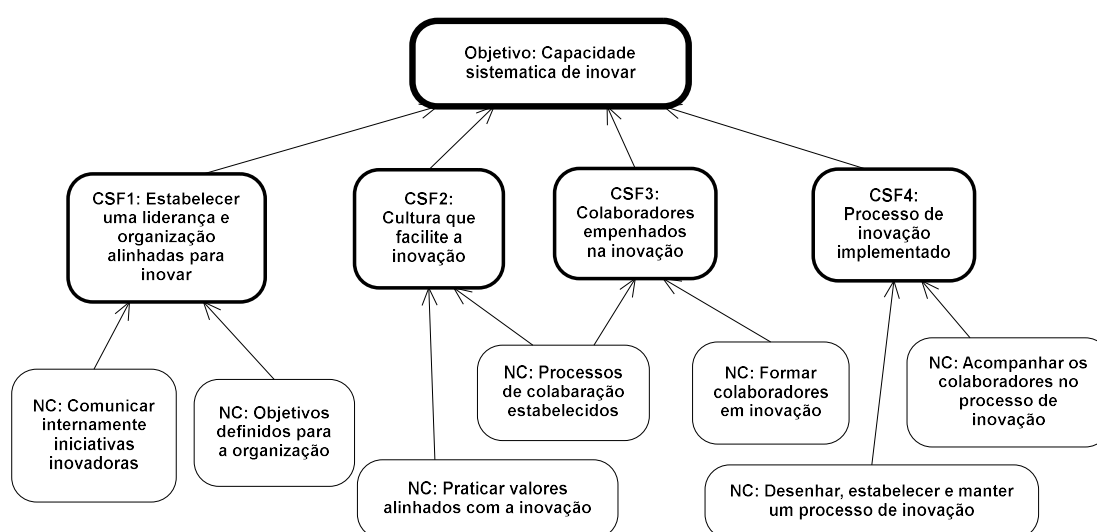 Objetivo: Capacidade
sistematica de inovar
CSF1: Estabelecer
uma liderança e
organização
alinhadas para
inovar
CSF2:
Cultura que
facilite a
inovação
CSF3:
Colaboradores
empenhados
na inovação
CSF4:
Processo de
inovação
implementado
NC: Comunicar
internamente
iniciativas
inovadoras
NC: Objetivos
definidos para
a organização
NC: Processos
de colabaração
estabelecidos
NC: Formar
colaboradores
em inovação
NC: Acompanhar os
colaboradores no
processo de
inovação
NC: Praticar valores
alinhados com a inovação
NC: Desenhar, estabelecer e manter
um processo de inovação